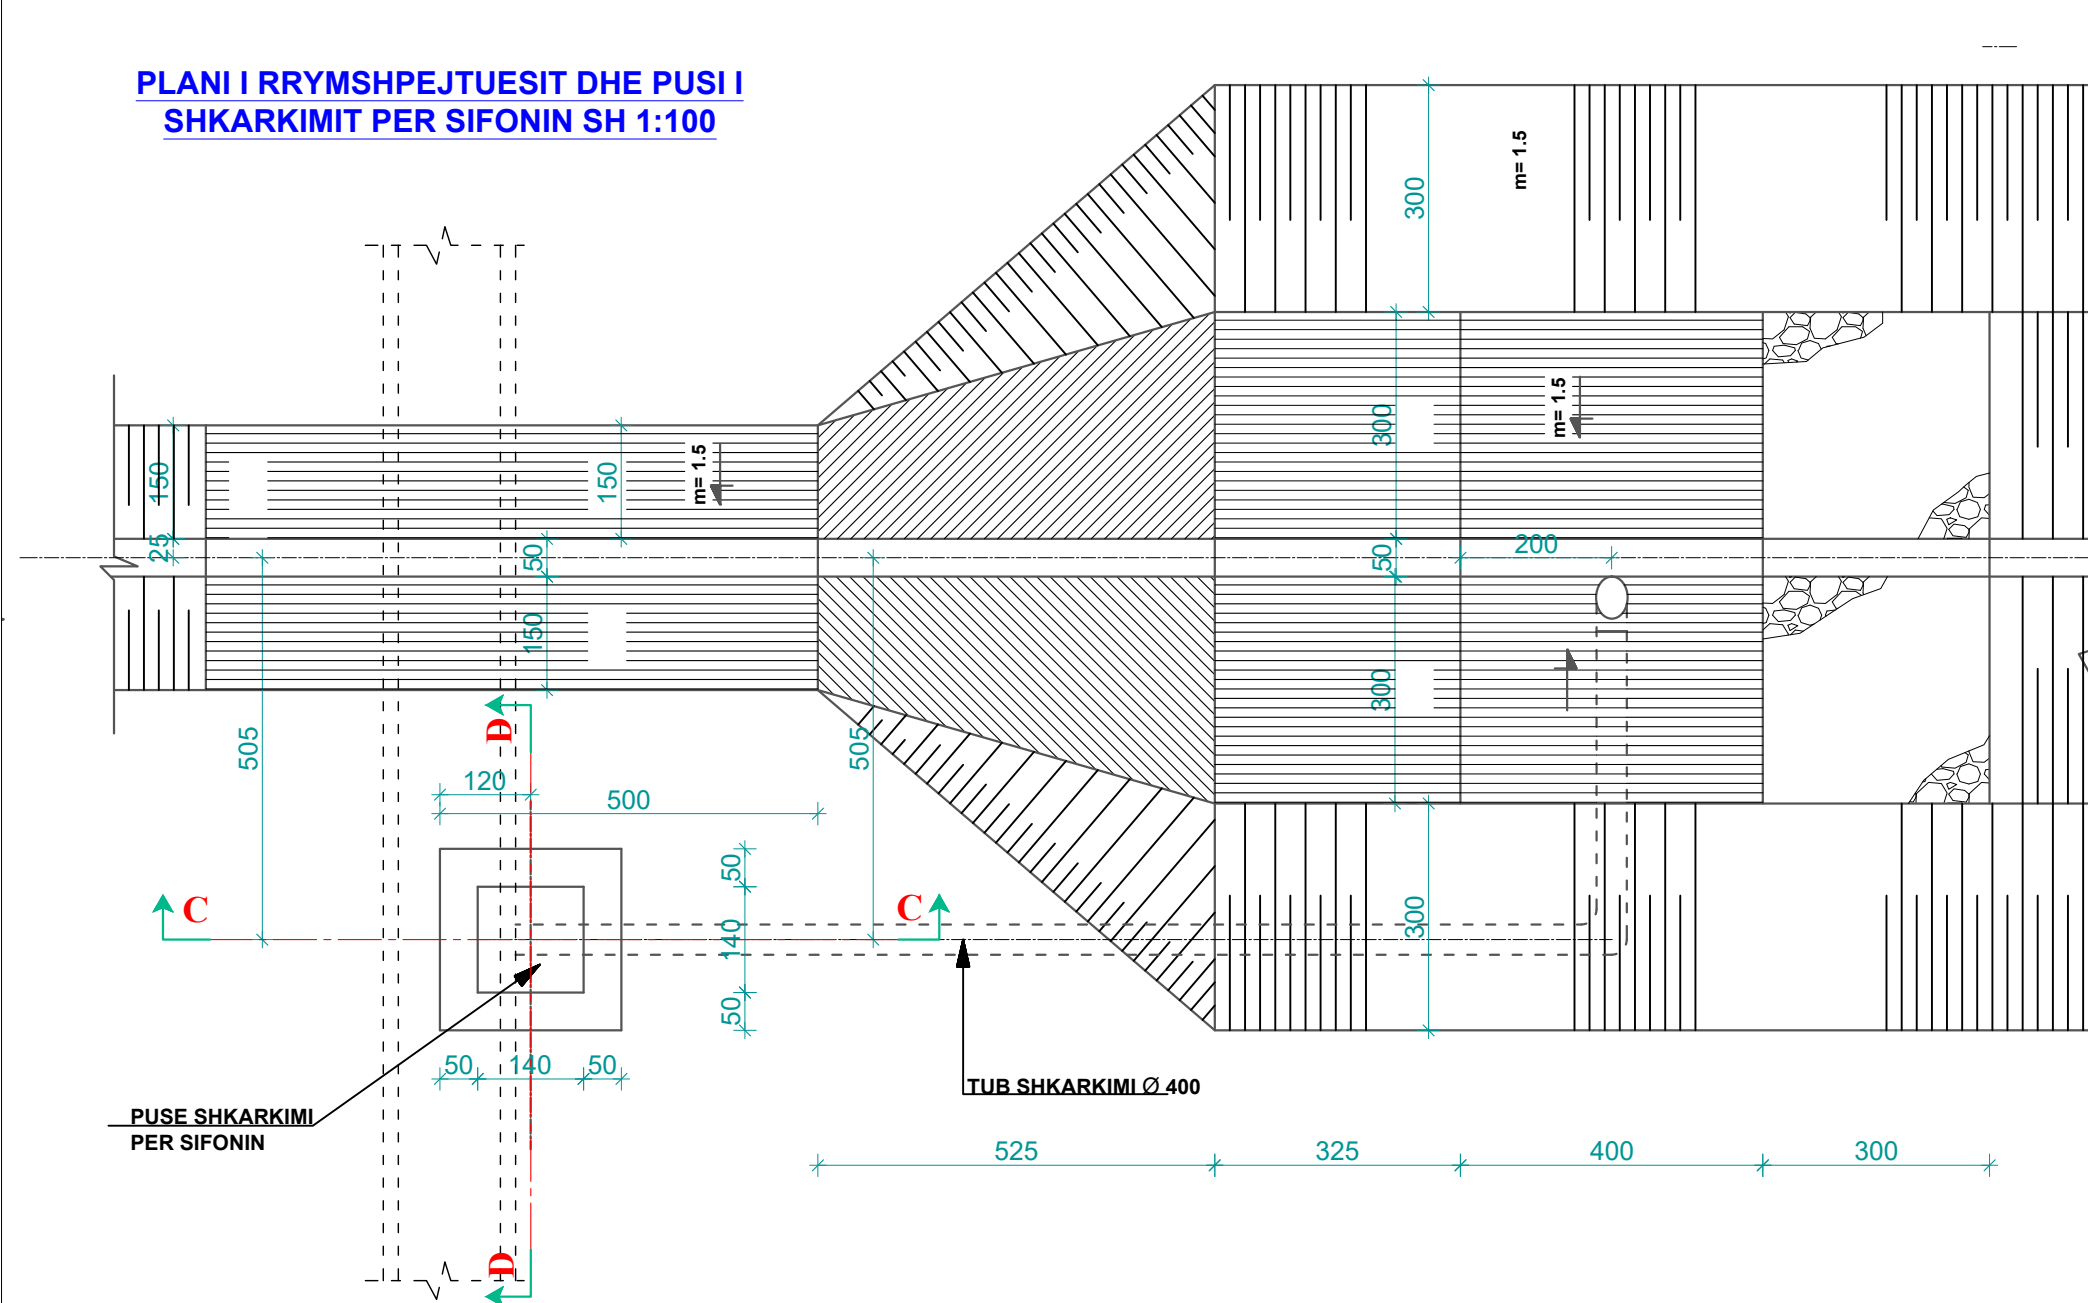 PLANI I RRYMSHPEJTUESIT DHE PUSI I
SHKARKIMIT PER SIFONIN SH 1:100
m= 1.5
300
300
m= 1.5
150
150
m= 1.5
25
50
50
200
150
300
505
505
D
120
500
50
C
C
140
300
50
50
140
50
TUB SHKARKIMI Ø 400
PUSE SHKARKIMI
PER SIFONIN
525
325
400
300
D